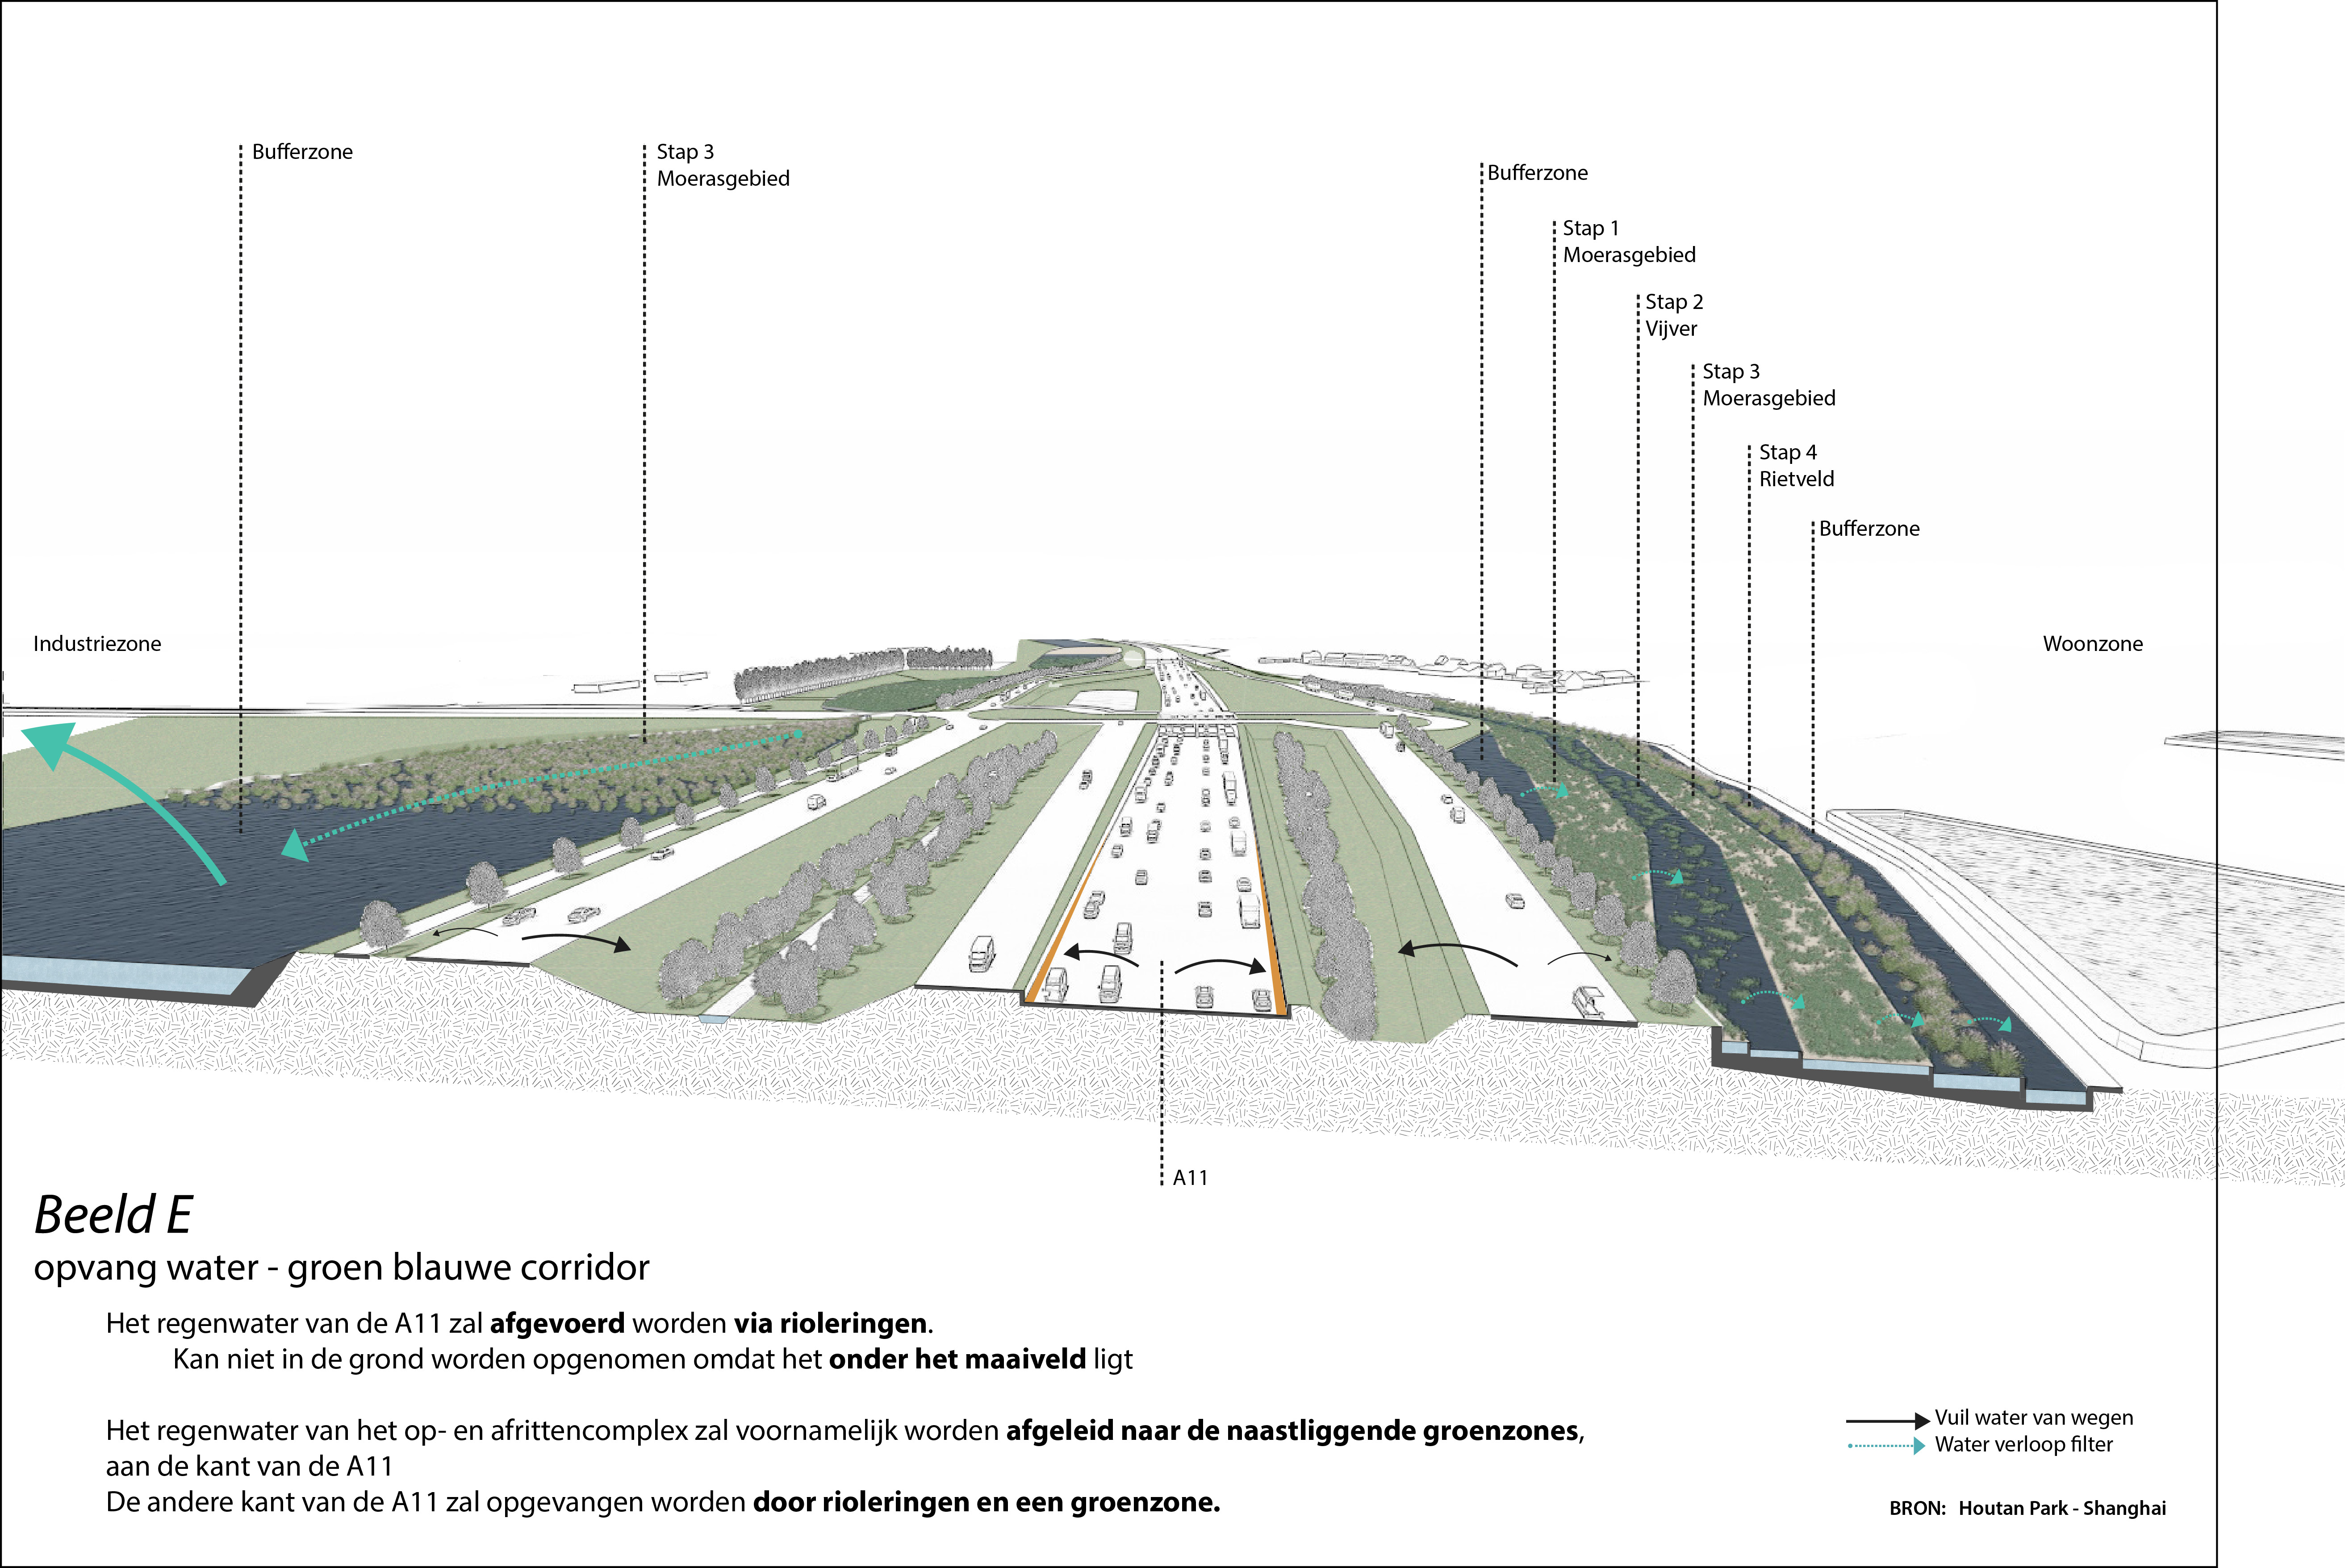 Bufferzone
Stap 3
Moerasgebied
Bufferzone
Stap 1
Moerasgebied
Stap 2
Vijver
Stap 3
Moerasgebied
Stap 4
Rietveld
Bufferzone
Industriezone
Woonzone
A11
Beeld E
opvang water - groen blauwe corridor
Het regenwater van de A11 zal afgevoerd worden via rioleringen.
Kan niet in de grond worden opgenomen omdat het onder het maaiveld ligt
Het regenwater van het op- en afrittencomplex zal voornamelijk worden afgeleid naar de naastliggende groenzones,
aan de kant van de A11
De andere kant van de A11 zal opgevangen worden door rioleringen en een groenzone.
Vuil water van wegen
Water verloop filter
BRON: Houtan Park - Shanghai